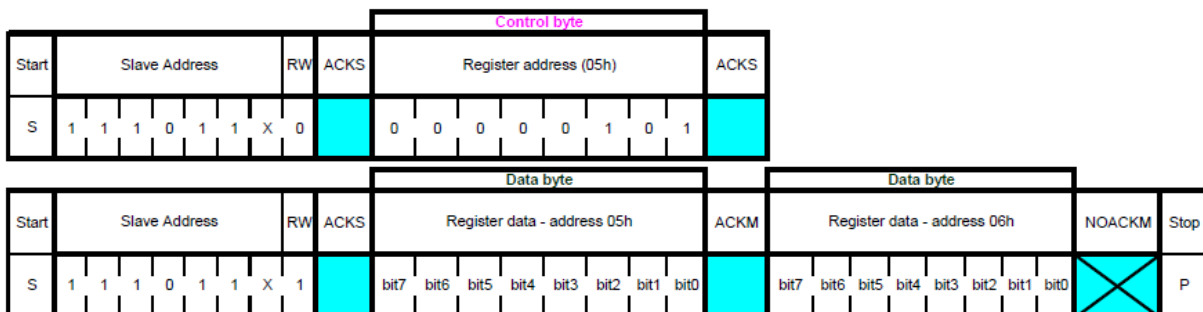 Control byte
Start Slave Address RW ACKS Register address (05h) ACKS
S 1 1 1 0 1 1 X 0 0 0 0 0 0 1 0 1
Data byte Data byte
Start Slave Address RW ACKS Register data - address 05h ACKM Register data - address 06h NOACKM Stop
S 1 1 1 0 1 1 X 1 bit7 bit6 bit5 bit4 bit3 bit2 bit1 bit0 bit7 bit6 bit5 bit4 bit3 bit2 bit1 bit0 P